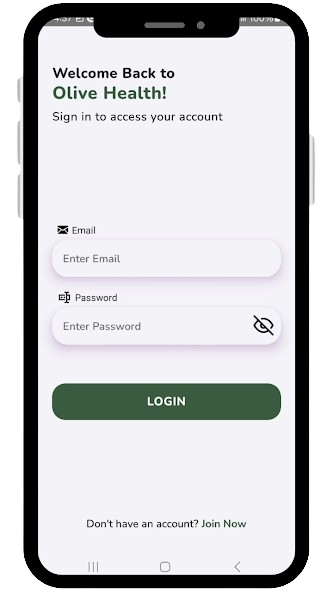 4:57
100%
Welcome Back to
Olive Health!
Sign in to access your account
Email
Enter Email
Password
Enter Password
LOGIN
Don't have an account? Join Now